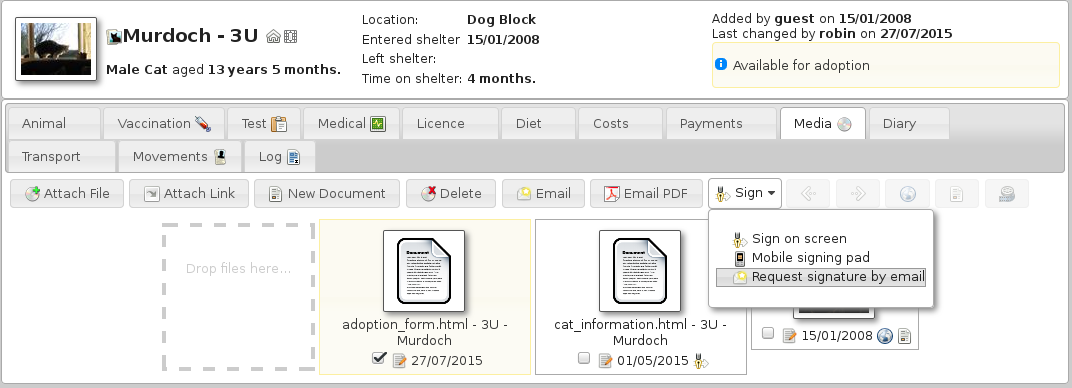 Murdoch - 3U
Male Cat aged 13 years 5 months.
Location: Dog Block
Entered shelter 15/01/2008
Left shelter:
Time on shelter: 4 months.
Added by guest on 15/01/2008
Last changed by robin on 27/07/2015
Available for adoption
Animal Vaccination Test Medical Licence Diet Costs Payments Media Diary
Transport Movements Log
Attach File Attach Link New Document Delete Email Email PDF Sign
Sign on screen
Mobile signing pad
Request signature by email
Drop files here...
Document
adoption_form.html - 3U -
Murdoch
27/07/2015
Document
cat_information.html - 3U -
Murdoch
01/05/2015
15/01/2008